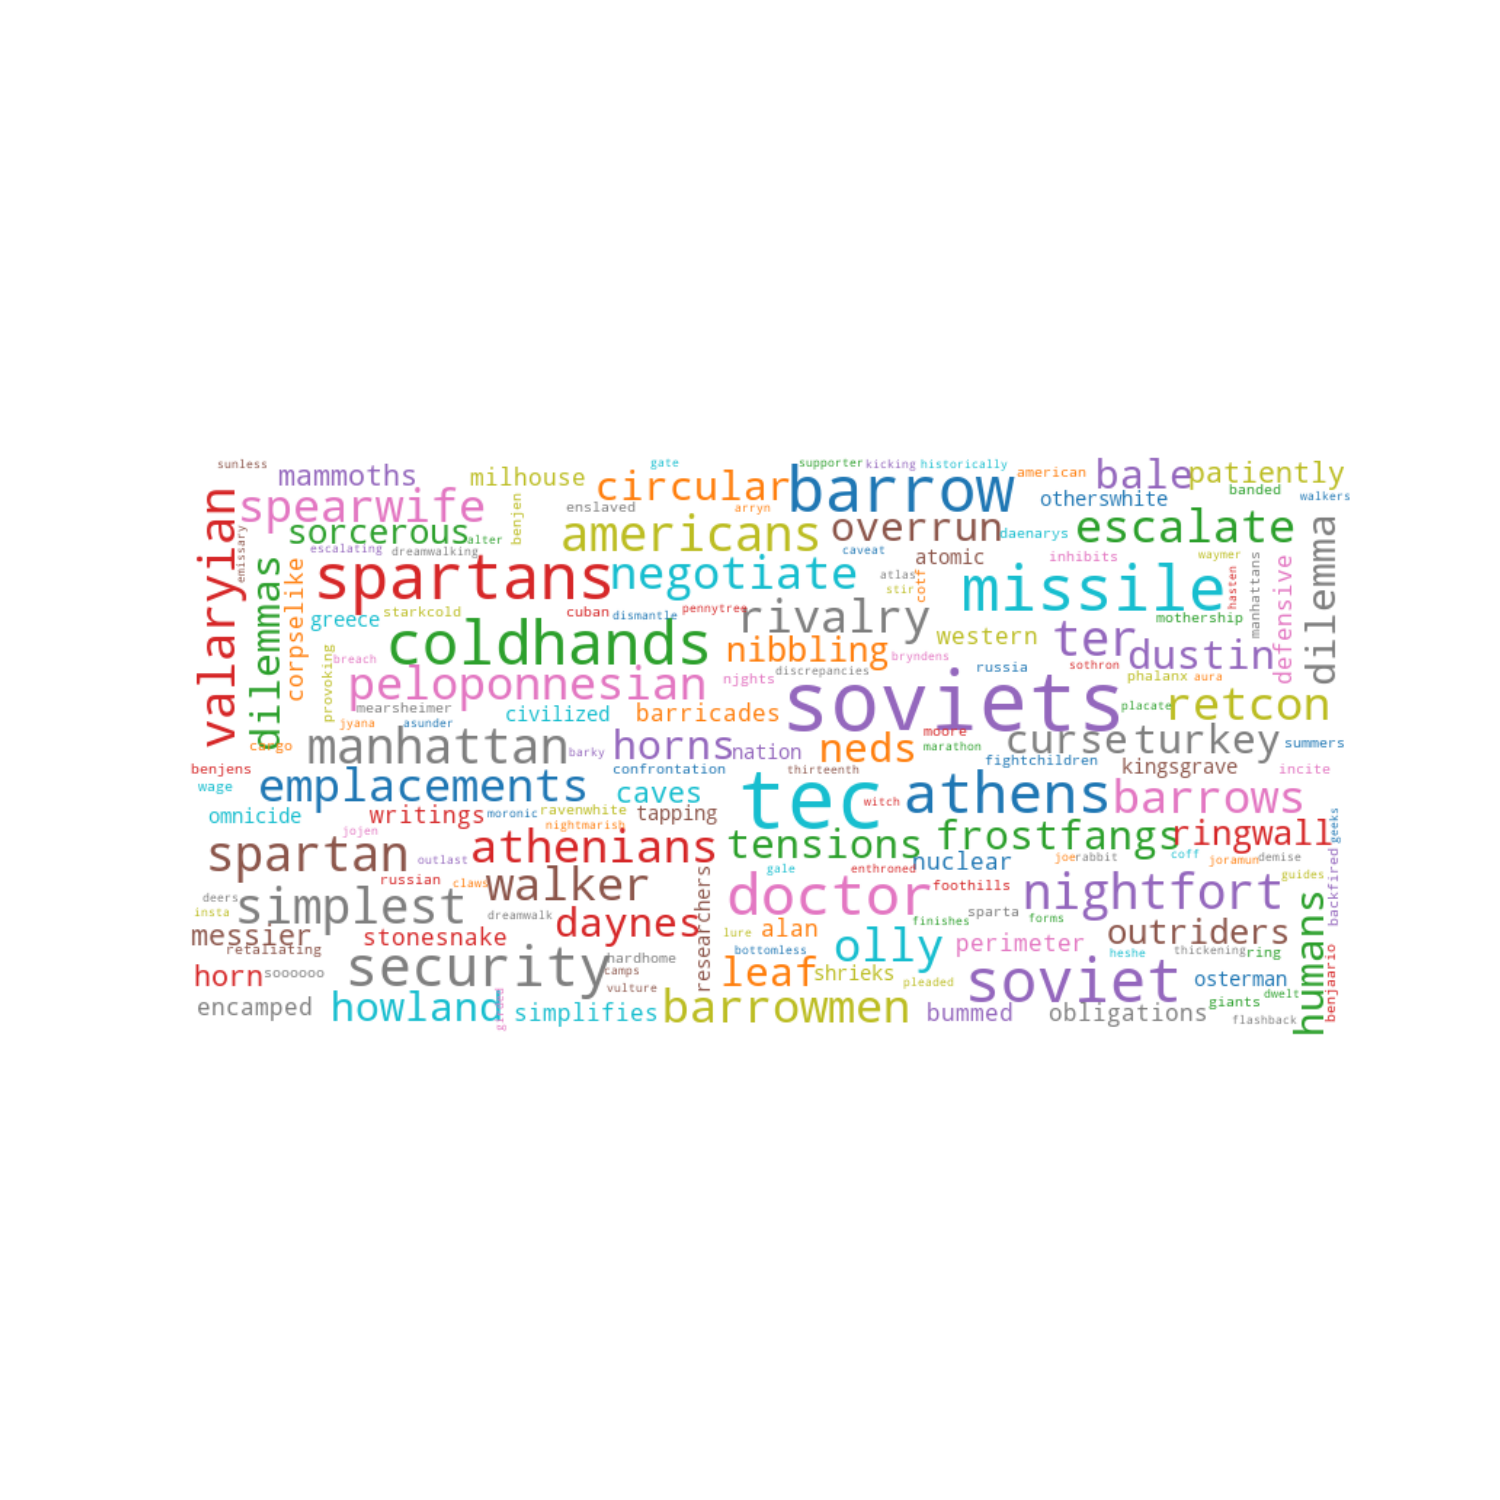 sunless
mammoths
milhouse
gate
circular
barrow
supporter
kicking
historically
american
bale
patiently
banded
walkers
spearwife
benjen
enslaved
arryn
otherswhite
valaryian
emissary
sorcerous
alter
escalating
dreamwalking
americans
overrun
daenarys
escalate
dilemma
caveat
atomic
inhibits
waymer
dilemmas
corpselike
spartans
negotiate
atlas
stir
cotf
missile
hasten
manhattans
defensive
greece
starkcold
cuban
dismantle
pennytree
rivalry
western
mothership
ter
dustin
provoking
breach
coldhands
nibbling
bryndens
russia
sothron
peloponnesian
njghts
discrepancies
soviets
phalanx
aura
mearsheimer
civilized
barricades
placate
retcon
jyana
asunder
cargo
manhattan
barky
horns
nation
neds
moore
marathon
curse
turkey
summers
benjens
wage
emplacements
confrontation
thirteenth
fightchildren
kingsgrave
incite
caves
tec
witch
athens
barrows
omnicide
writings
moronic
ravenwhite
tapping
nightmarish
jojen
geeks
spartan
outlast
athenians
tensions
frostfangs
ringwall
nuclear
joe
rabbit
coff
joramun
demise
backfired
russian
claws
walker
gale
enthroned
foothills
guides
deers
insta
simplest
dreamwalk
daynes
researchers
doctor
sparta
finishes
forms
nightfort
humans
messier
retaliating
stonesnake
lure
alan
olly
perimeter
outriders
bottomless
heshe
thickening
ring
horn
sooooooo
security
hardhome
camps
vulture
leaf
shrieks
pleaded
soviet
osterman
benjaario
encamped
howland
simplifies
barrowmen
bummed
obligations
giants
dwelt
flashback